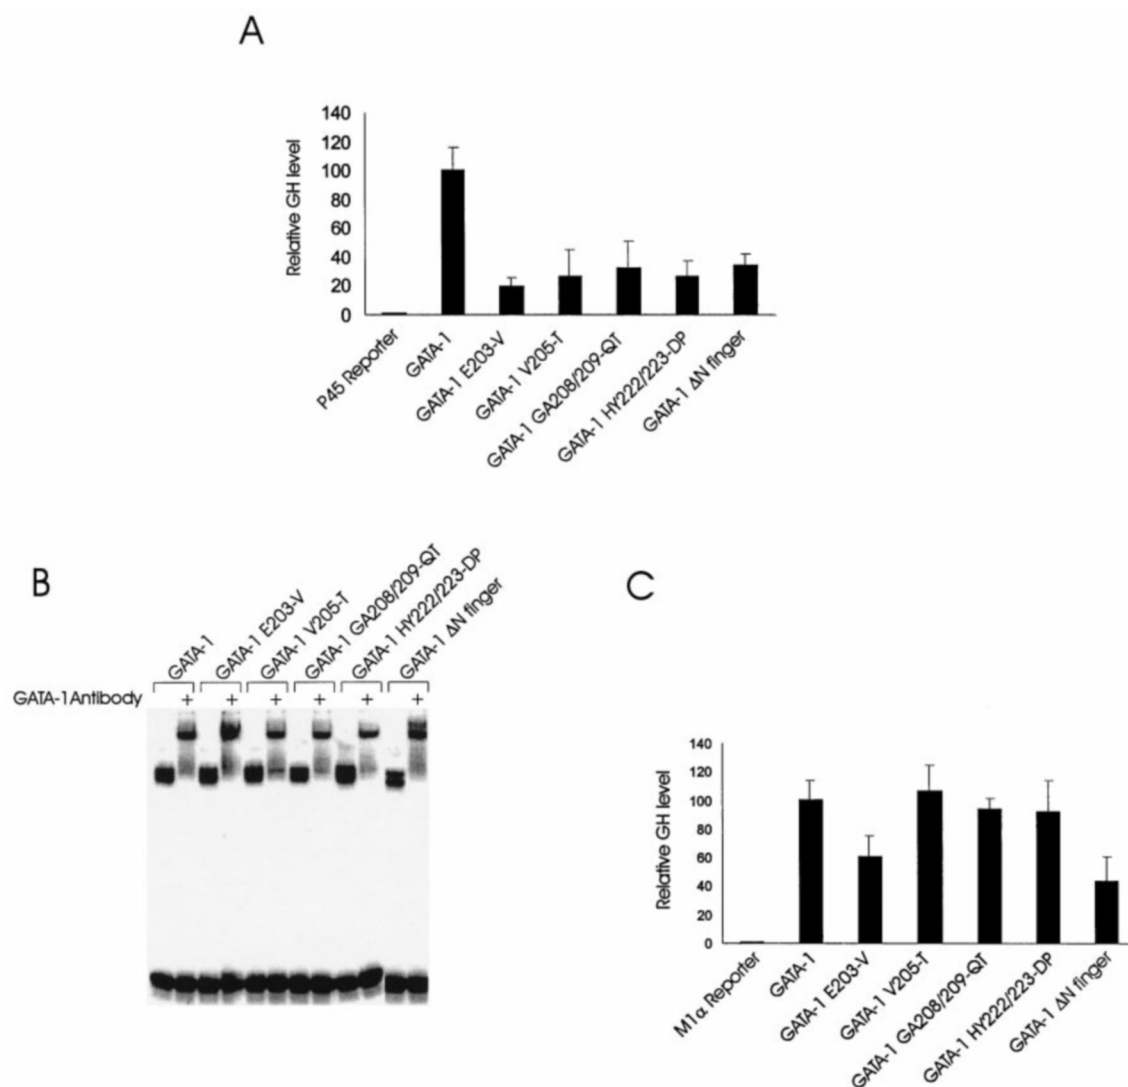 A
140
120
100
80
60
40
20
0
Relative GH level
P45 Reporter
GATA-1
GATA-1 E203-V
GATA-1 V205-T
GATA-1 GA208/209-QT
GATA-1 HY222/223-DP
GATA-1 ΔN finger
B
GATA-1
GATA-1 E203-V
GATA-1 V205-T
GATA-1 GA208/209-QT
GATA-1 HY222/223-DP
GATA-1 ΔN finger
GATA-1Antibody + + + + + +
C
140
120
100
80
60
40
20
0
Relative GH level
M1α Reporter
GATA-1
GATA-1 E203-V
GATA-1 V205-T
GATA-1 GA208/209-QT
GATA-1 HY222/223-DP
GATA-1 ΔN finger